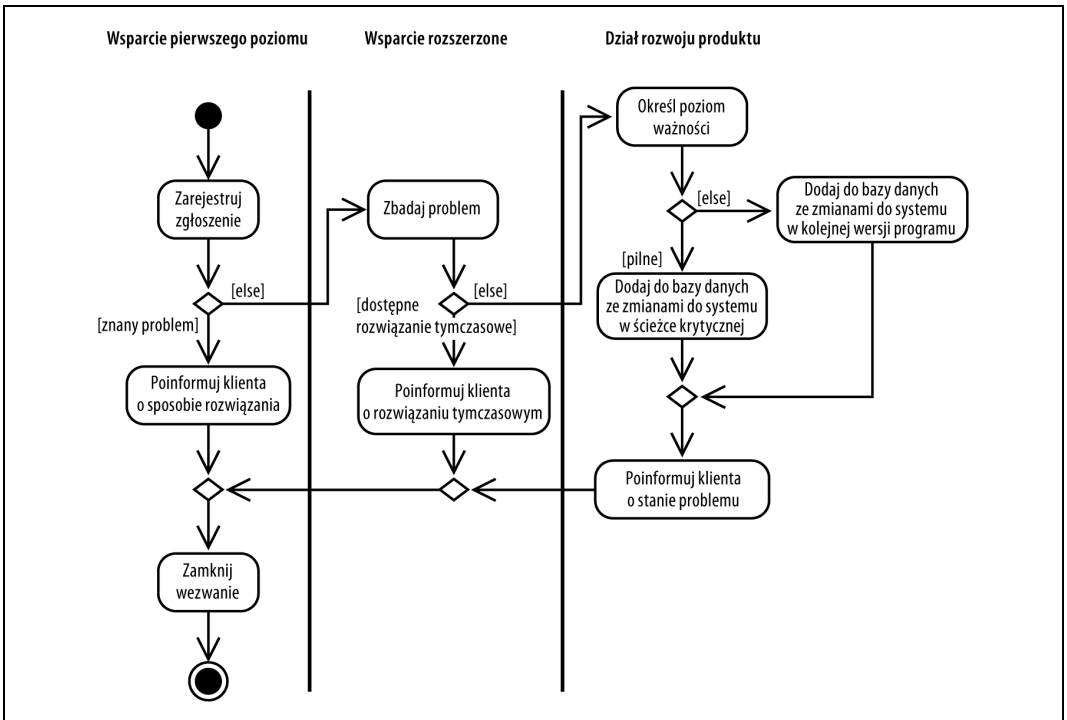 Wsparcie pierwszego poziomu
Wsparcie rozszerzone
Dział rozwoju produktu
Zarejestruj
zgłoszenie
[else]
[znany problem]
Poinformuj klienta
o sposobie rozwiązania
Zamknij
wezwanie
Zbadaj problem
[else]
[dostępne
rozwiązanie tymczasowe]
Poinformuj klienta
o rozwiązaniu tymczasowym
Określ poziom
ważności
[else]
Dodaj do bazy danych
ze zmianami do systemu
w kolejnej wersji programu
[pilne]
Dodaj do bazy danych
ze zmianami do systemu
w ścieżce krytycznej
Poinformuj klienta
o stanie problemu